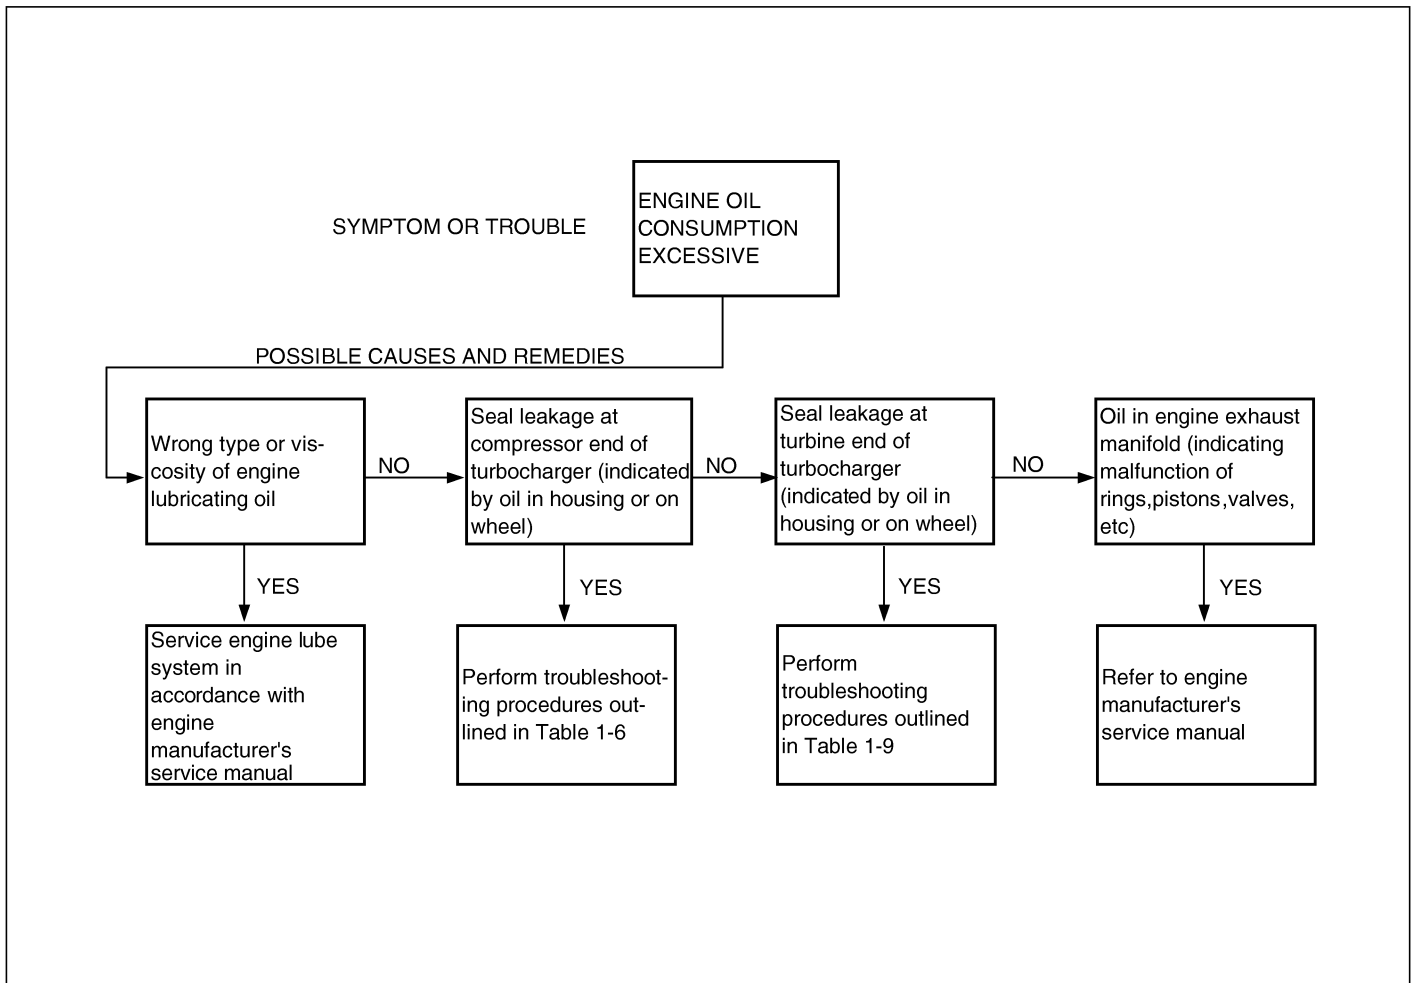 SYMPTOM OR TROUBLE
ENGINE OIL
CONSUMPTION
EXCESSIVE
POSSIBLE CAUSES AND REMEDIES
Wrong type or vis-
cosity of engine
lubricating oil
NO
Seal leakage at
compressor end of
turbocharger (indicated
by oil in housing or on
wheel)
NO
Seal leakage at
turbine end of
turbocharger
(indicated by oil in
housing or on wheel)
NO
Oil in engine exhaust
manifold (indicating
malfunction of
rings,pistons,valves,
etc)
YES
YES
YES
YES
Service engine lube
system in
accordance with
engine
manufacturer's
service manual
Perform troubleshoot-
ing procedures out-
lined in Table 1-6
Perform
troubleshooting
procedures outlined
in Table 1-9
Refer to engine
manufacturer's
service manual